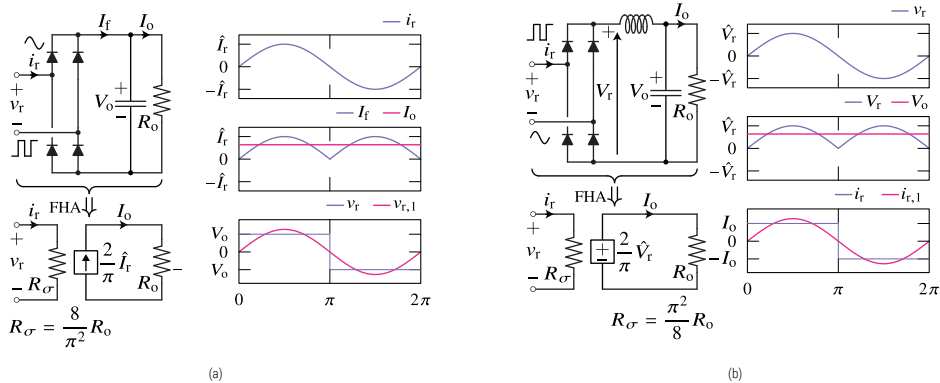 I_f I_o
i_r
+
v_r
−
+
V_o
−
R_o
FHA
i_r I_o
+
v_r
−
R_σ
2/π Î_r
R_o
−
R_σ = 8/π² R_o
i_r
Î_r
0
−Î_r
I_f I_o
Î_r
0
−Î_r
v_r v_r,1
V_o
0
V_o
0 π 2π
(a)
I_o
i_r
+
v_r
−
+
V_r
+
V_o
−
R_o
FHA
i_r I_o
+
v_r
−
R_σ
+
−
2/π V̂_r
R_o
R_σ = π²/8 R_o
v_r
V̂_r
0
−V̂_r
π 2π
V_r V_o
V̂_r
0
−V̂_r
i_r i_r,1
I_o
0
−I_o
0 π 2π
(b)